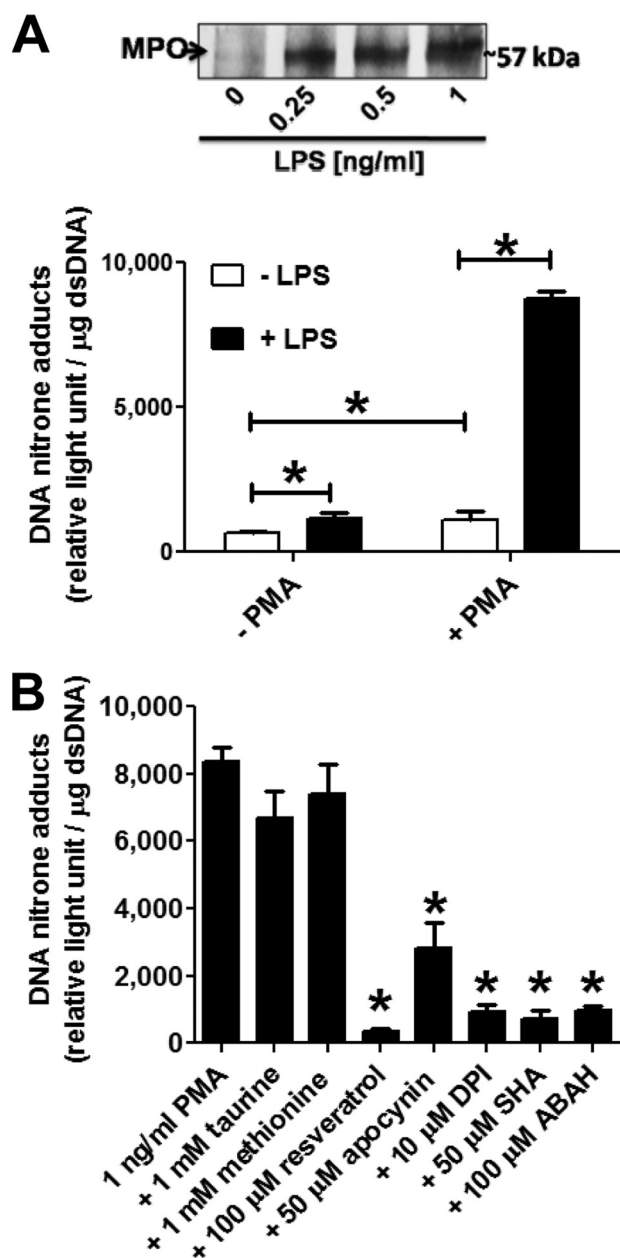 A
MPO
~57 kDa
0 0.25 0.5 1
LPS [ng/ml]
DNA nitrone adducts
(relative light unit / μg dsDNA)
10,000
5,000
0
- LPS
+ LPS
*
*
*
- PMA
+ PMA
B
DNA nitrone adducts
(relative light unit / μg dsDNA)
10,000
8,000
6,000
4,000
2,000
0
*
*
*
*
*
1 ng/ml PMA
+ 1 mM taurine
+ 1 mM methionine
+ 100 μM resveratrol
+ 50 μM apocynin
+ 10 μM DPI
+ 50 μM SHA
+ 100 μM ABAH